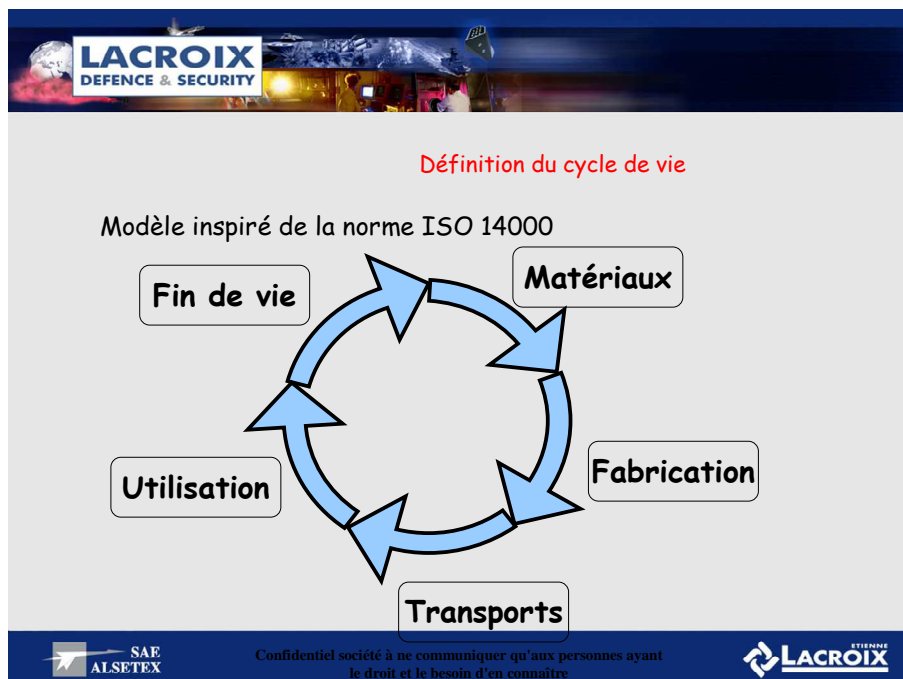 LACROIX
DEFENCE & SECURITY
Définition du cycle de vie
Modèle inspiré de la norme ISO 14000
Matériaux
Fin de vie
Fabrication
Utilisation
Transports
SAE
ALSETEX
Confidentiel société à ne communiquer qu'aux personnes ayant
le droit et le besoin d'en connaître
ETIENNE
LACROIX